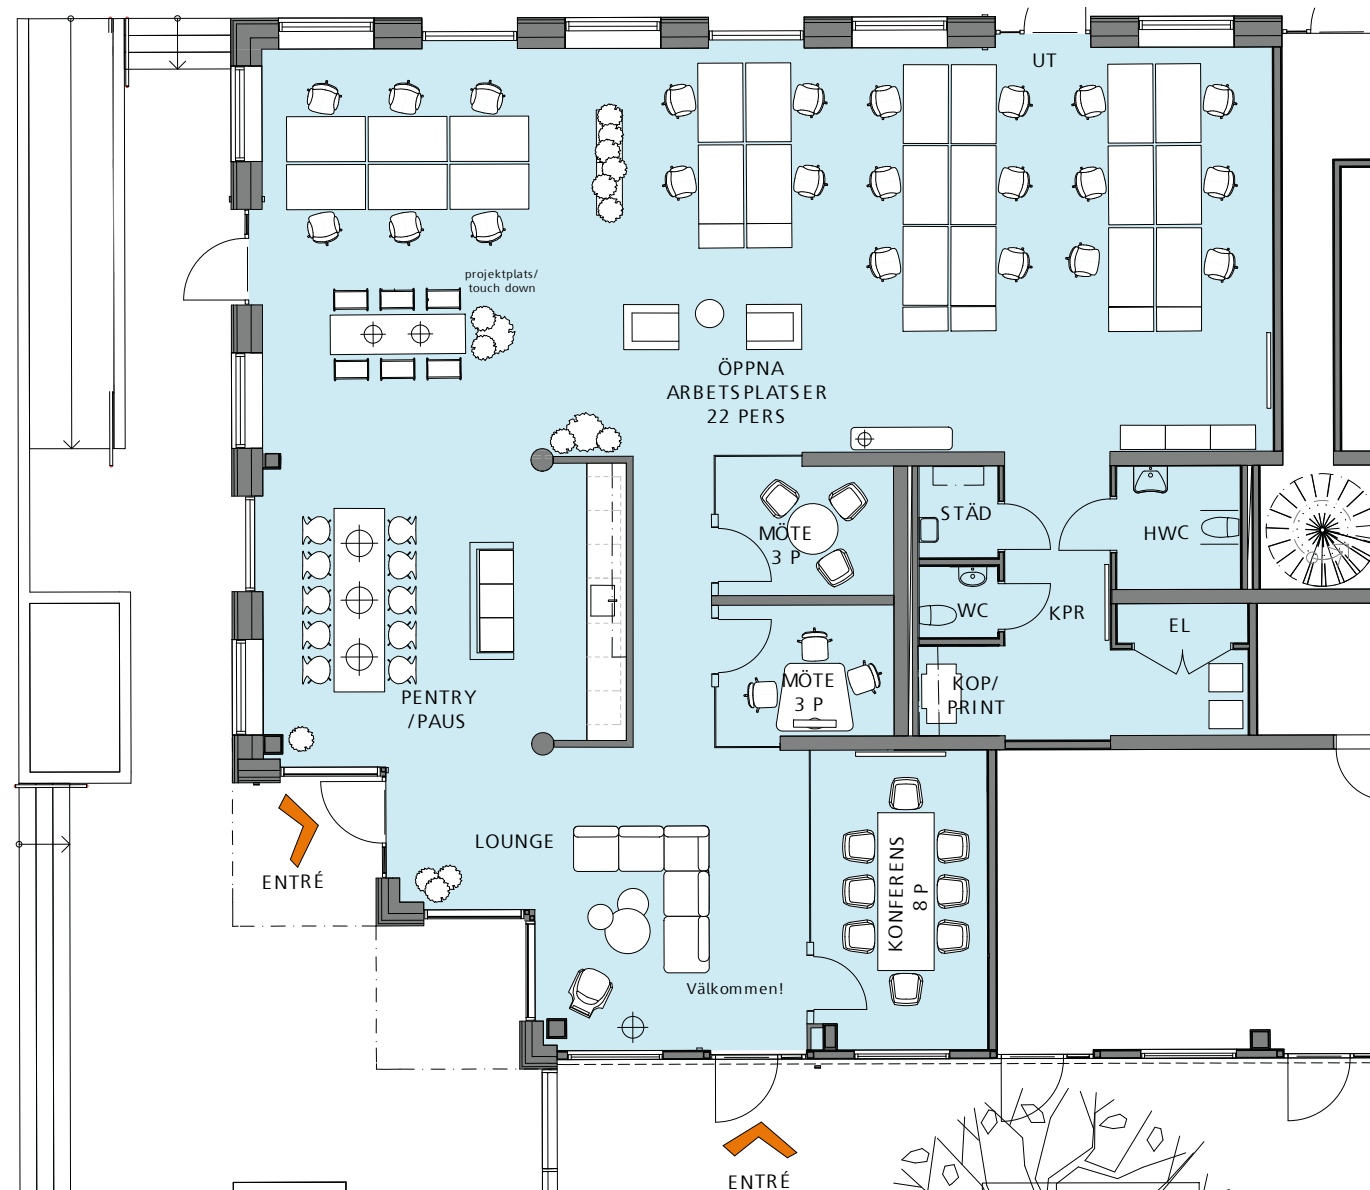 UT
projektplats/
touch down
ÖPPNA
ARBETSPLATSER
22 PERS
STÄD
HWC
MÖTE
3 P
WC
KPR
EL
MÖTE
3 P
KOP/
PRINT
PENTRY
/PAUS
LOUNGE
KONFERENS
8 P
ENTRÉ
Välkommen!
ENTRÉ